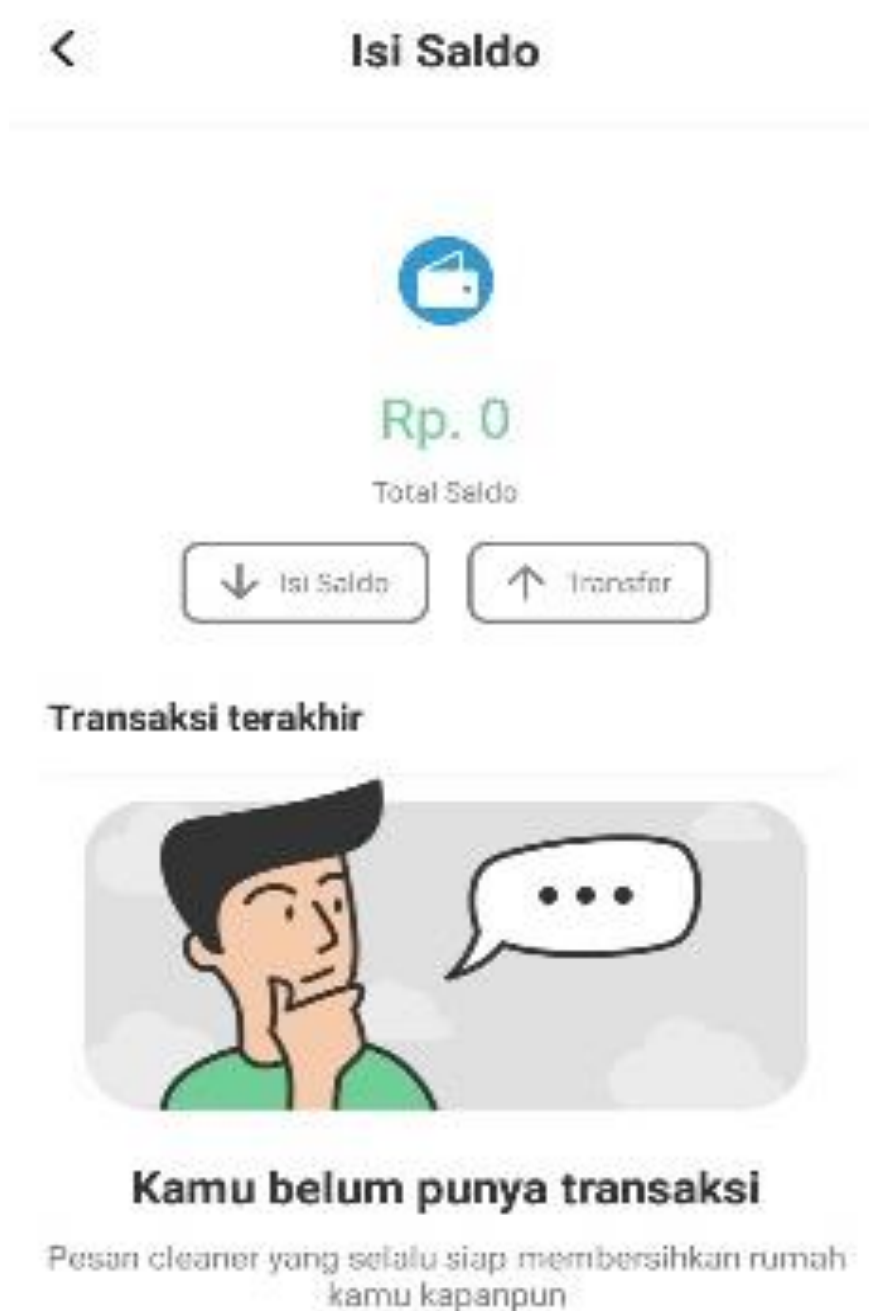 Isi Saldo
Rp. 0
Total Saldo
Isi Saldo
Transfer
Transaksi terakhir
Kamu belum punya transaksi
Pesan cleaner yang selalu siap membersihkan rumah
kamu kapanpun